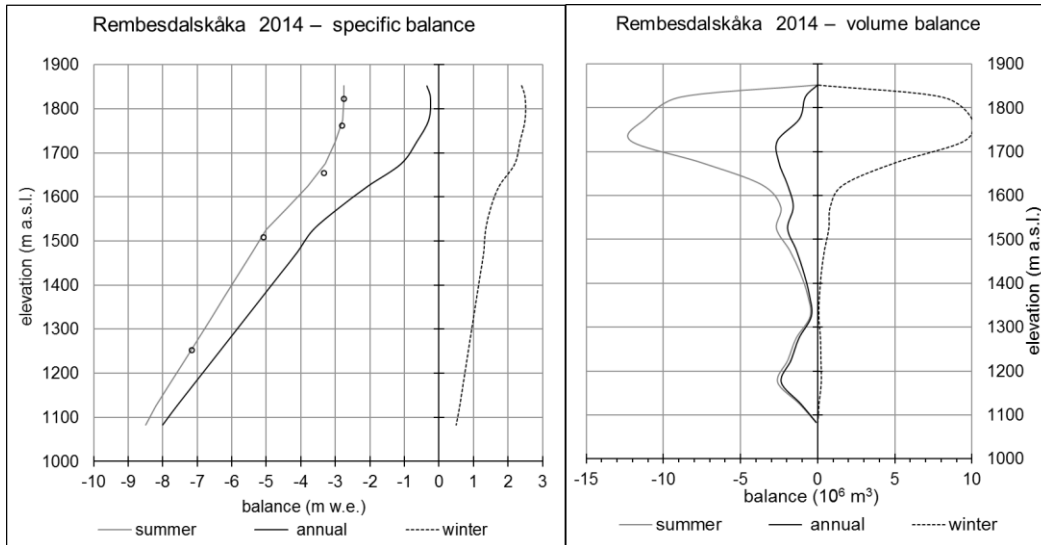 Rembesdalskåka 2014 – specific balance
elevation (m a.s.l.)
1900
1800
1700
1600
1500
1400
1300
1200
1100
1000
-10 -9 -8 -7 -6 -5 -4 -3 -2 -1 0 1 2 3
balance (m w.e.)
summer annual winter
Rembesdalskåka 2014 – volume balance
1900
1800
1700
1600
1500
1400
1300
1200
1100
1000
elevation (m a.s.l.)
-15 -10 -5 0 5 10
balance (10⁶ m³)
summer annual winter